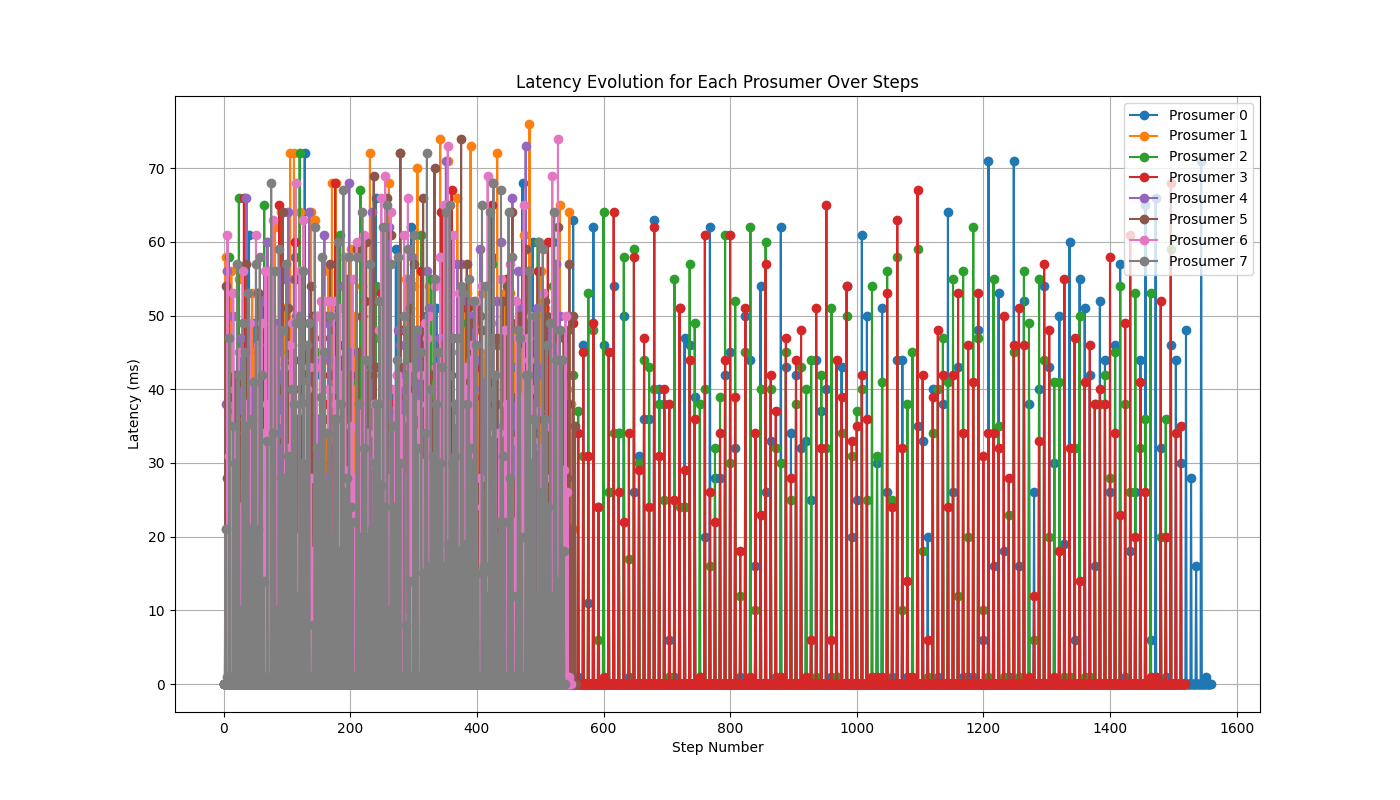 Latency Evolution for Each Prosumer Over Steps
Prosumer 0
Prosumer 1
Prosumer 2
Prosumer 3
Prosumer 4
Prosumer 5
Prosumer 6
Prosumer 7
Latency (ms)
70
60
50
40
30
20
10
0
0 200 400 600 800 1000 1200 1400 1600
Step Number